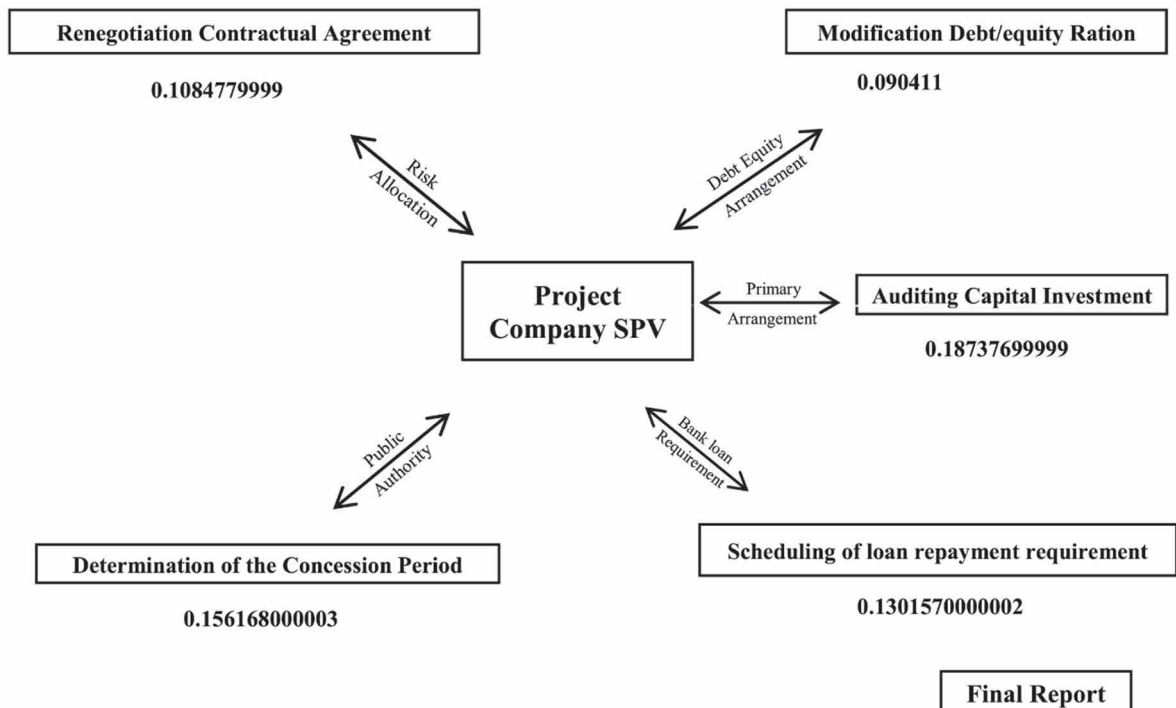 Renegotiation Contractual Agreement
0.1084779999
Modification Debt/equity Ration
0.090411
Risk
Allocation
Debt Equity
Arrangement
Project
Company SPV
Primary
Arrangement
Auditing Capital Investment
0.18737699999
Public
Authority
Bank loan
Requirement
Determination of the Concession Period
0.156168000003
Scheduling of loan repayment requirement
0.1301570000002
Final Report